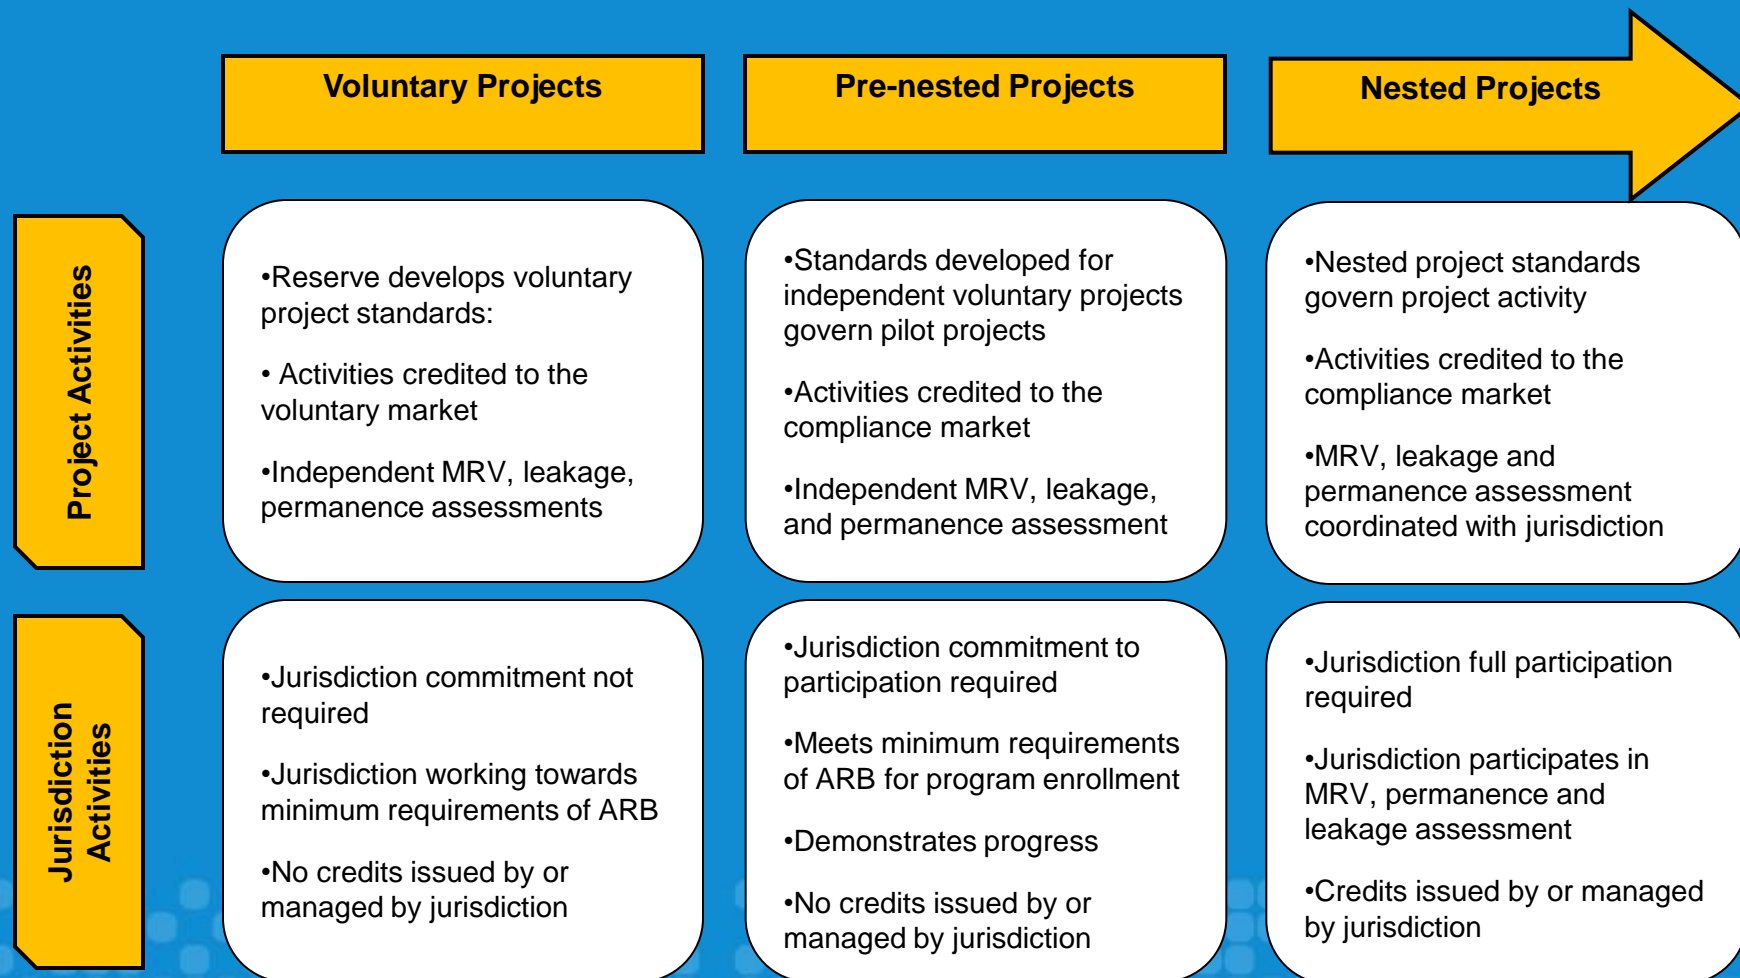 Voluntary Projects
Pre-nested Projects
Nested Projects
Project Activities
•Reserve develops voluntary
project standards:
• Activities credited to the
voluntary market
•Independent MRV, leakage,
permanence assessments
•Standards developed for
independent voluntary projects
govern pilot projects
•Activities credited to the
compliance market
•Independent MRV, leakage,
and permanence assessment
•Nested project standards
govern project activity
•Activities credited to the
compliance market
•MRV, leakage and
permanence assessment
coordinated with jurisdiction
Jurisdiction
Activities
•Jurisdiction commitment not
required
•Jurisdiction working towards
minimum requirements of ARB
•No credits issued by or
managed by jurisdiction
•Jurisdiction commitment to
participation required
•Meets minimum requirements
of ARB for program enrollment
•Demonstrates progress
•No credits issued by or
managed by jurisdiction
•Jurisdiction full participation
required
•Jurisdiction participates in
MRV, permanence and
leakage assessment
•Credits issued by or managed
by jurisdiction